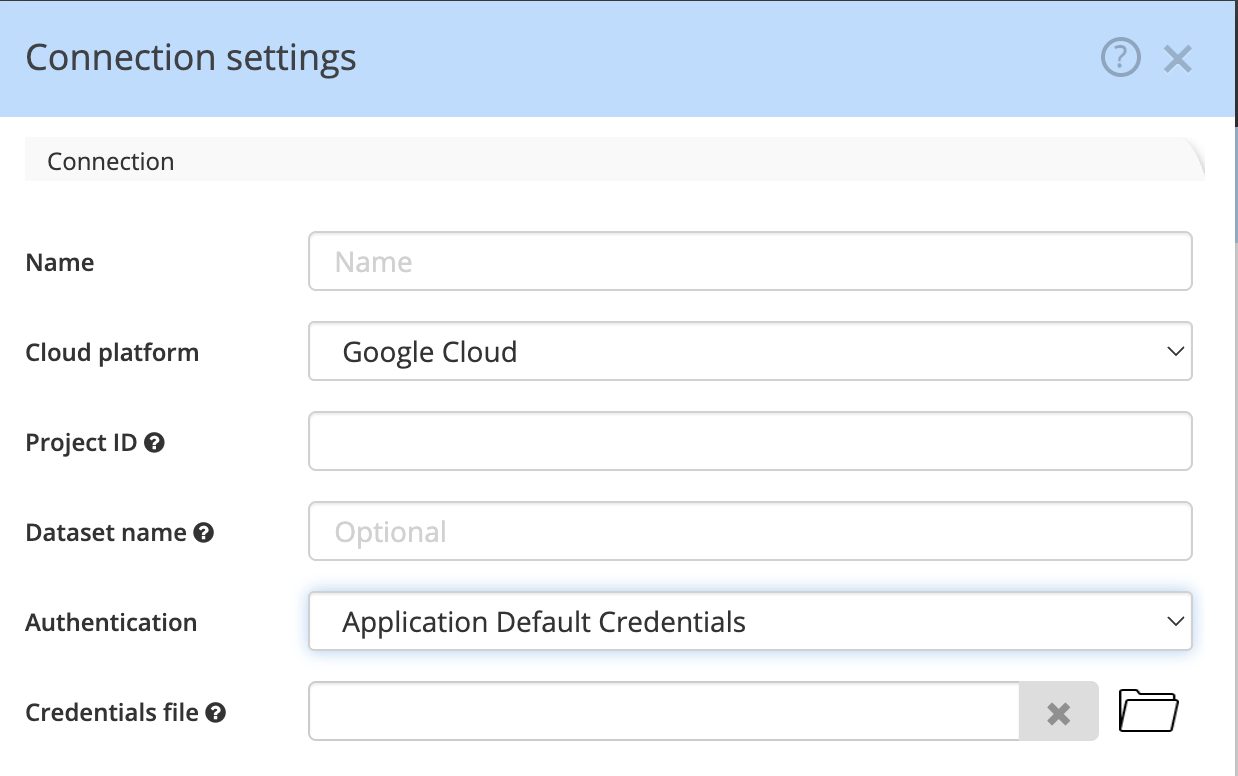 Connection settings
?
Connection
Name
Name
Cloud platform
Google Cloud
Project ID ?
Dataset name ?
Optional
Authentication
Application Default Credentials
Credentials file ?